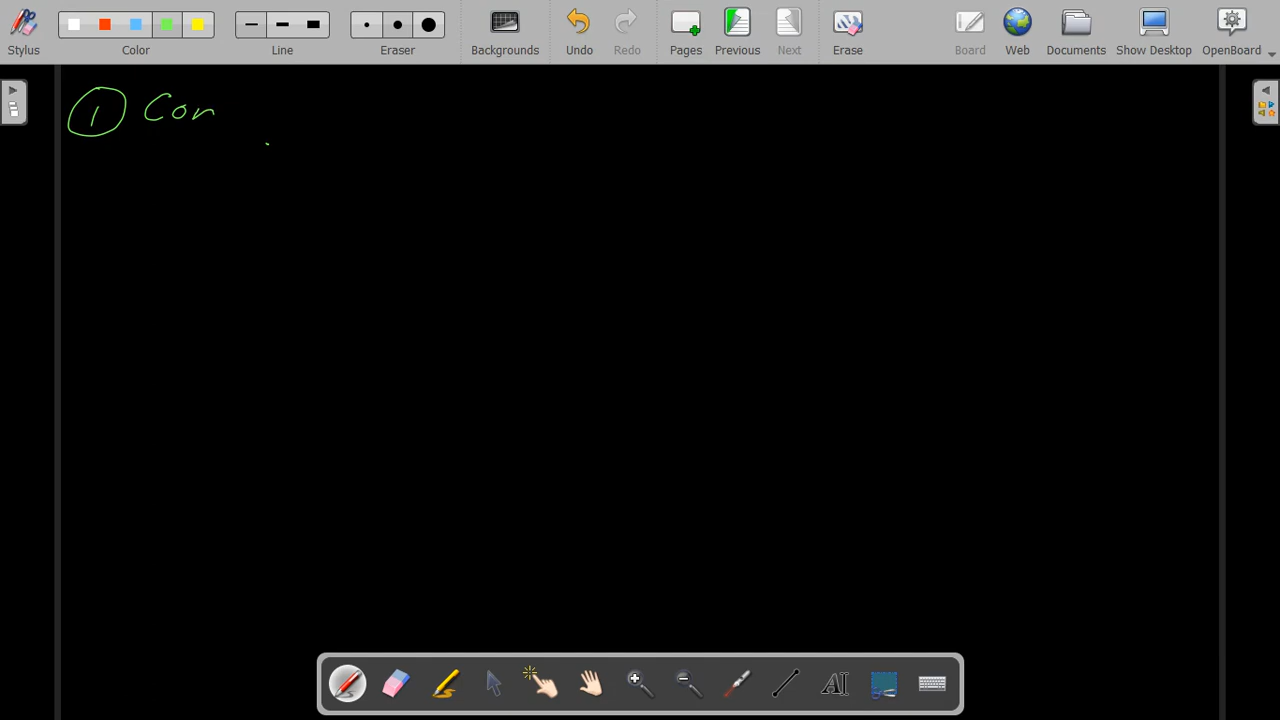 Stylus Color Line Eraser Backgrounds Undo Redo Pages Previous Next Erase Board Web Documents Show Desktop OpenBoard
① Con
AI